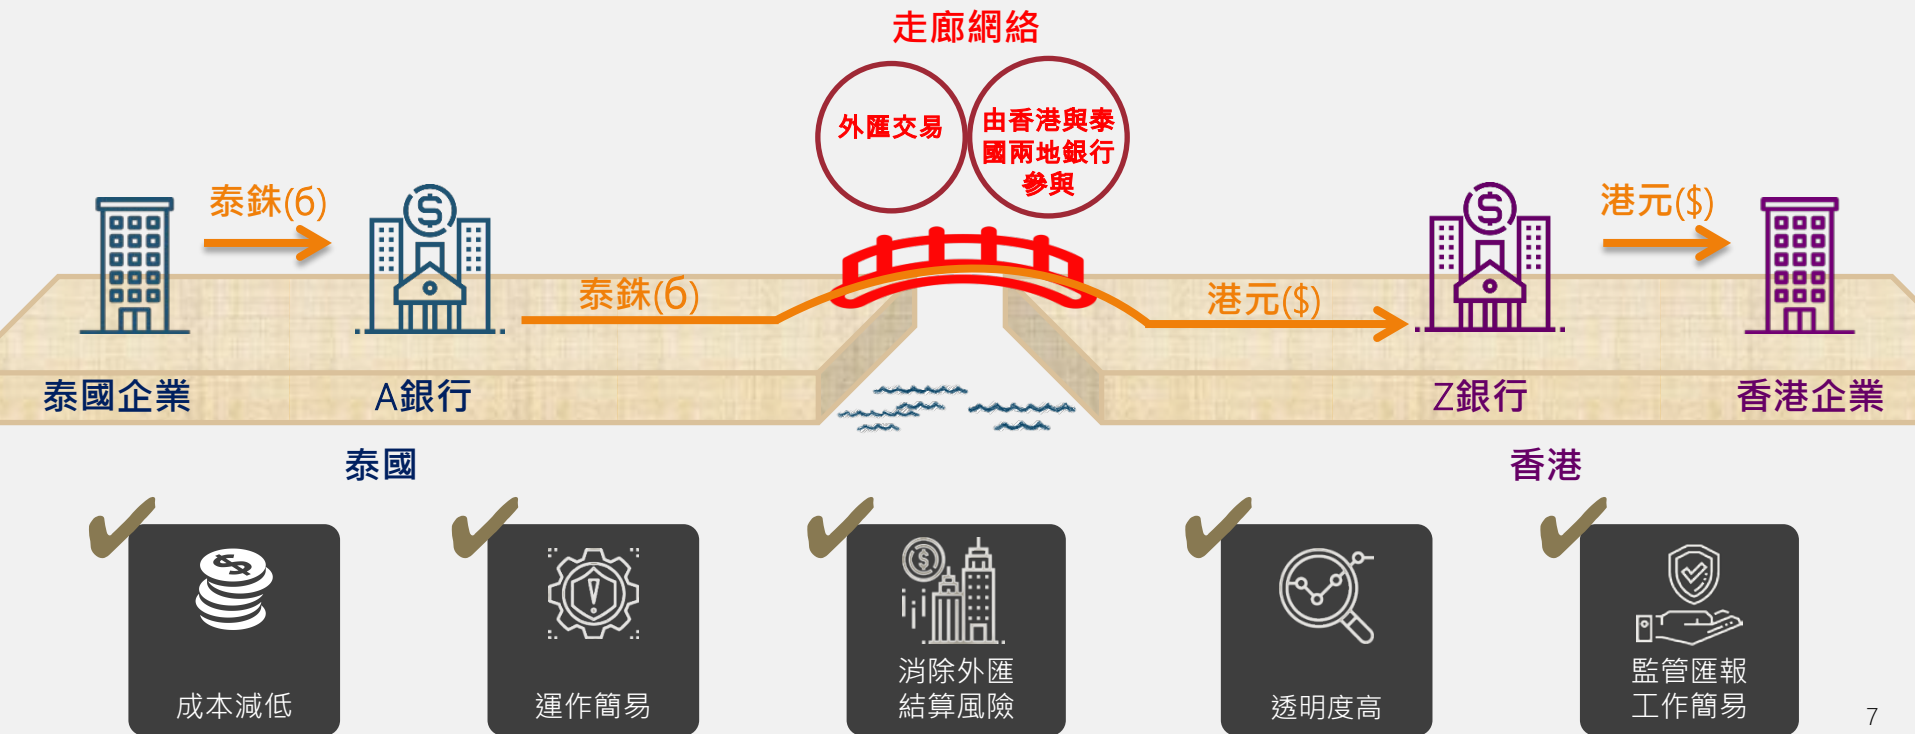 走廊網絡
外匯交易
由香港與泰
國兩地銀行
參與
泰銖(б)
港元($)
泰銖(б)
港元($)
泰國企業
A銀行
Z銀行
香港企業
泰國
香港
成本減低
運作簡易
消除外匯
結算風險
透明度高
監管匯報
工作簡易
7